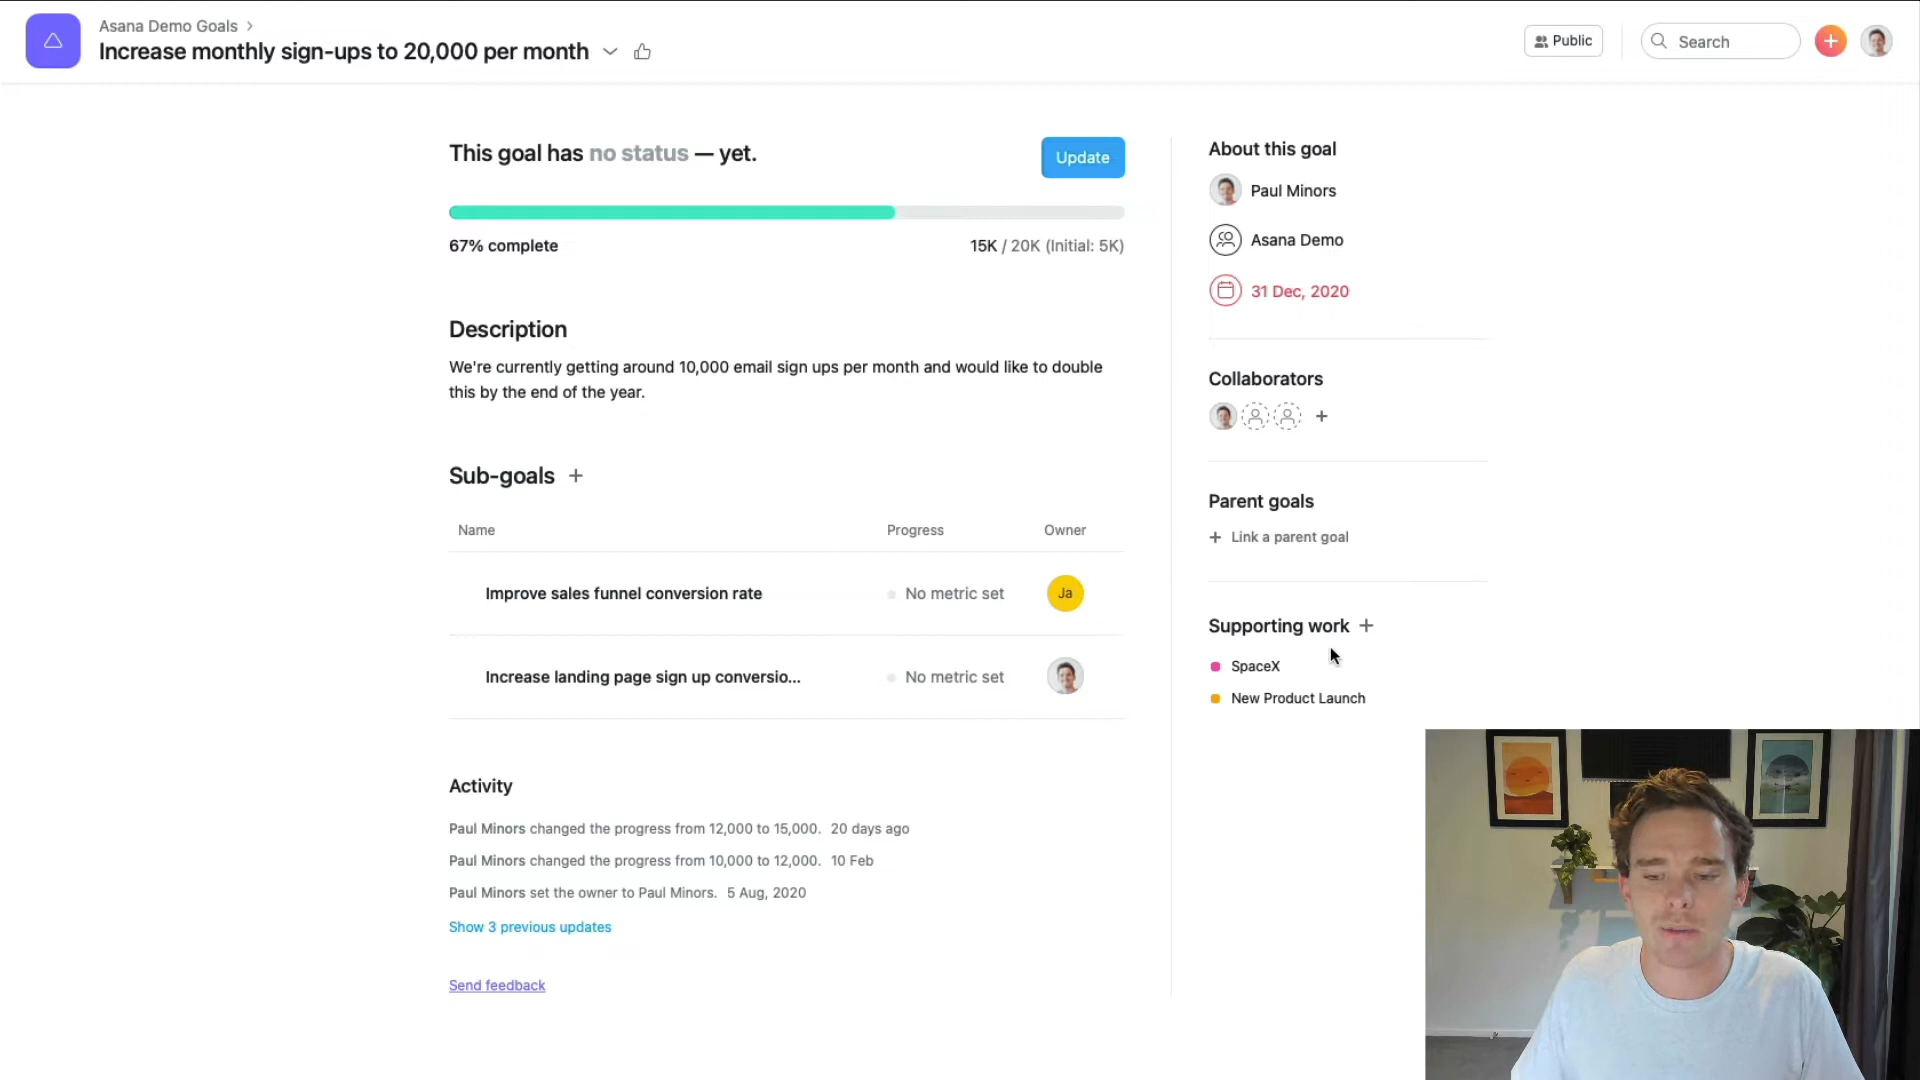 Asana Demo Goals
Increase monthly sign-ups to 20,000 per month
Public
Search
This goal has no status — yet.
Update
67% complete
15K / 20K (Initial: 5K)
Description
We're currently getting around 10,000 email sign ups per month and would like to double
this by the end of the year.
Sub-goals +
Name
Progress
Owner
Improve sales funnel conversion rate
No metric set
Ja
Increase landing page sign up conversio...
No metric set
Activity
Paul Minors changed the progress from 12,000 to 15,000. 20 days ago
Paul Minors changed the progress from 10,000 to 12,000. 10 Feb
Paul Minors set the owner to Paul Minors. 5 Aug, 2020
Show 3 previous updates
Send feedback
About this goal
Paul Minors
Asana Demo
31 Dec, 2020
Collaborators
+
Parent goals
+ Link a parent goal
Supporting work +
SpaceX
New Product Launch